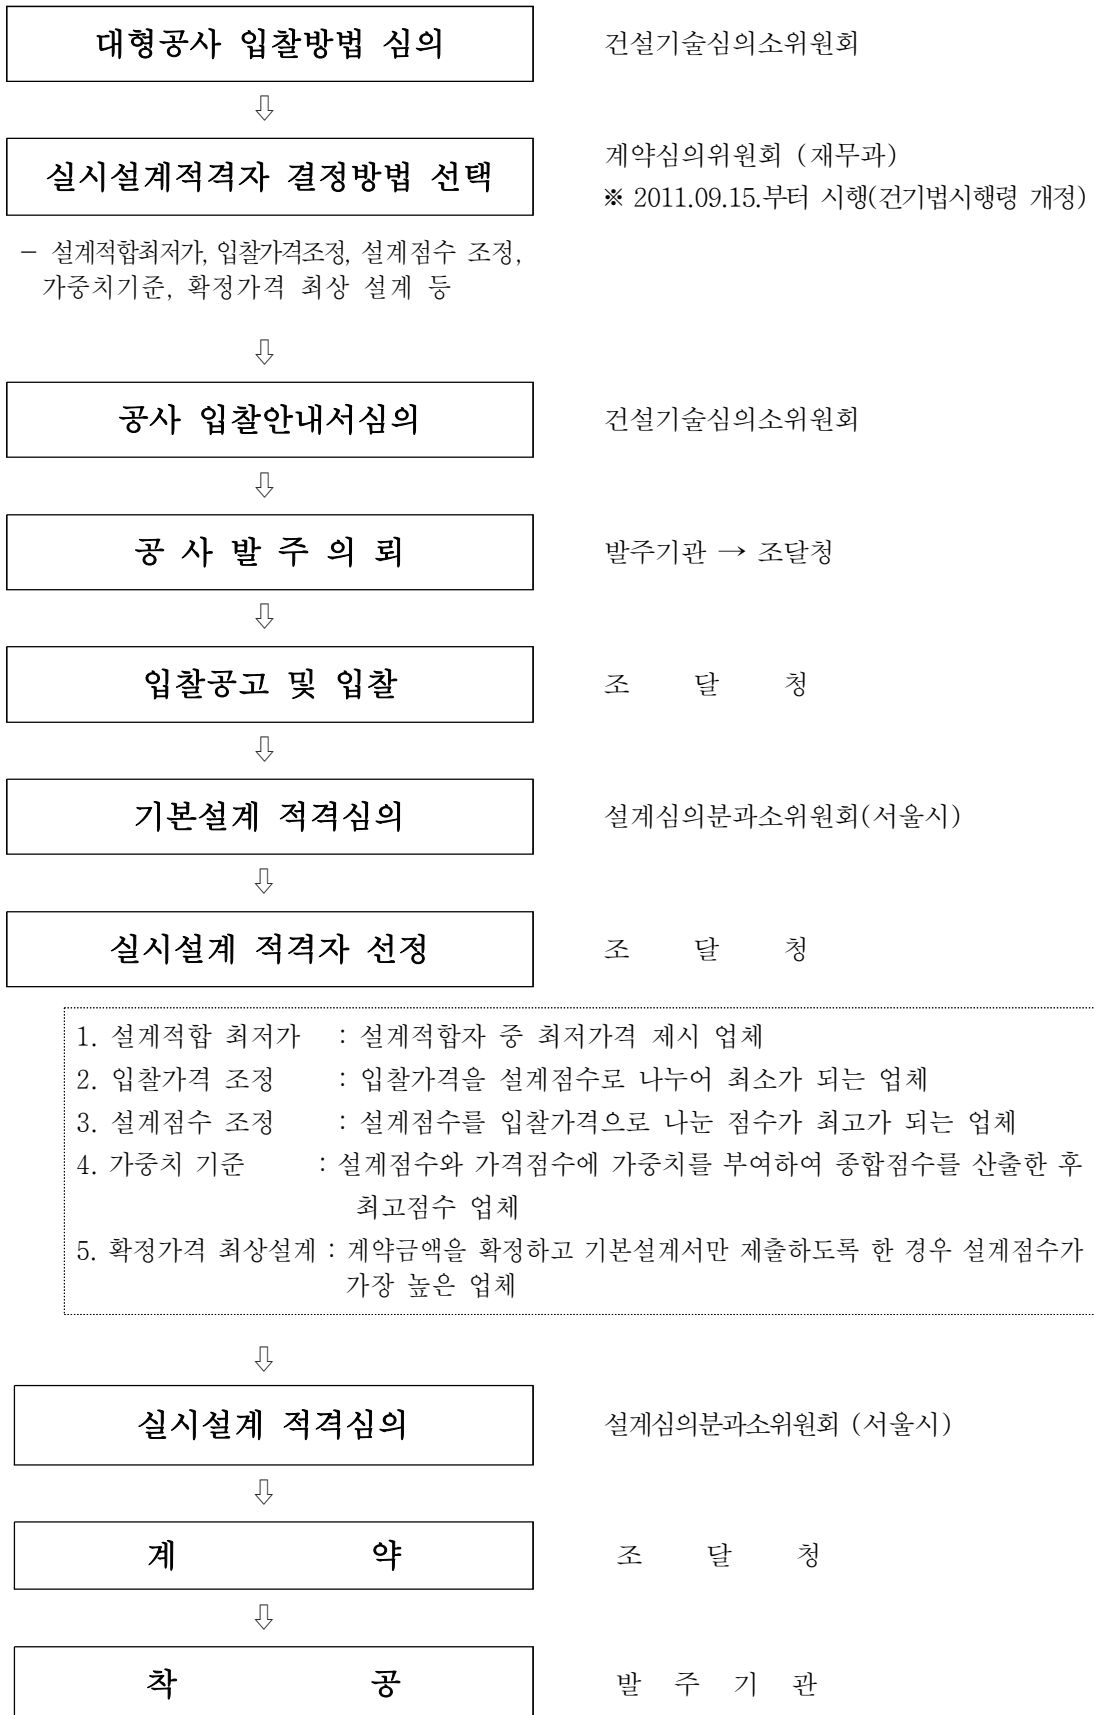 대형공사 입찰방법 심의 건설기술심의소위원회
⇩
실시설계적격자 결정방법 선택 계약심의위원회 (재무과)
※ 2011.09.15.부터 시행(건기법시행령 개정)
- 설계적합최저가, 입찰가격조정, 설계점수 조정,
가중치기준, 확정가격 최상 설계 등
⇩
공사 입찰안내서심의 건설기술심의소위원회
⇩
공 사 발 주 의 뢰 발주기관 → 조달청
⇩
입찰공고 및 입찰 조 달 청
⇩
기본설계 적격심의 설계심의분과소위원회(서울시)
⇩
실시설계 적격자 선정 조 달 청
1. 설계적합 최저가 : 설계적합자 중 최저가격 제시 업체
2. 입찰가격 조정 : 입찰가격을 설계점수로 나누어 최소가 되는 업체
3. 설계점수 조정 : 설계점수를 입찰가격으로 나눈 점수가 최고가 되는 업체
4. 가중치 기준 : 설계점수와 가격점수에 가중치를 부여하여 종합점수를 산출한 후
최고점수 업체
5. 확정가격 최상설계 : 계약금액을 확정하고 기본설계서만 제출하도록 한 경우 설계점수가
가장 높은 업체
⇩
실시설계 적격심의 설계심의분과소위원회 (서울시)
⇩
계 약 조 달 청
⇩
착 공 발 주 기 관